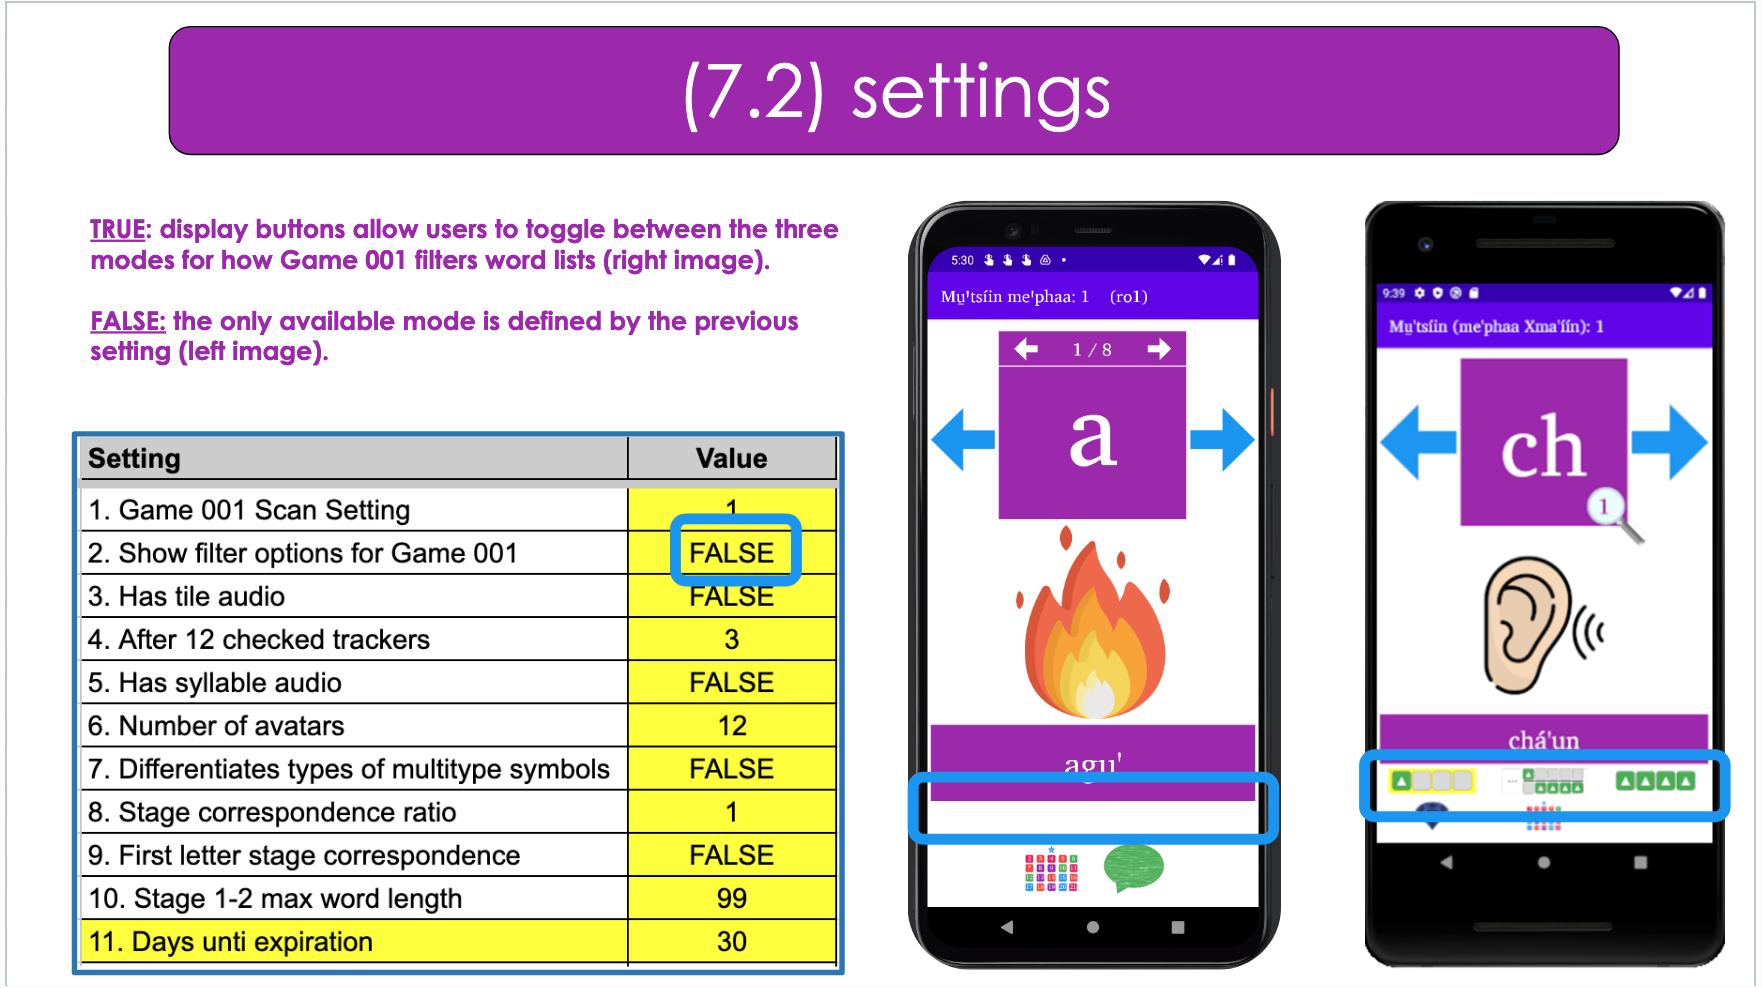 (7.2) settings
TRUE: display buttons allow users to toggle between the three
modes for how Game 001 filters word lists (right image).
FALSE: the only available mode is defined by the previous
setting (left image).
Setting Value
1. Game 001 Scan Setting 1
2. Show filter options for Game 001 FALSE
3. Has tile audio FALSE
4. After 12 checked trackers 3
5. Has syllable audio FALSE
6. Number of avatars 12
7. Differentiates types of multitype symbols FALSE
8. Stage correspondence ratio 1
9. First letter stage correspondence FALSE
10. Stage 1-2 max word length 99
11. Days unti expiration 30
5:30
Mu̱'tsíin me'phaa: 1 (ro1)
1 / 8
a
agu'
9:39
Mu̱'tsíin (me'phaa Xma'íín): 1
ch
1
chá'un